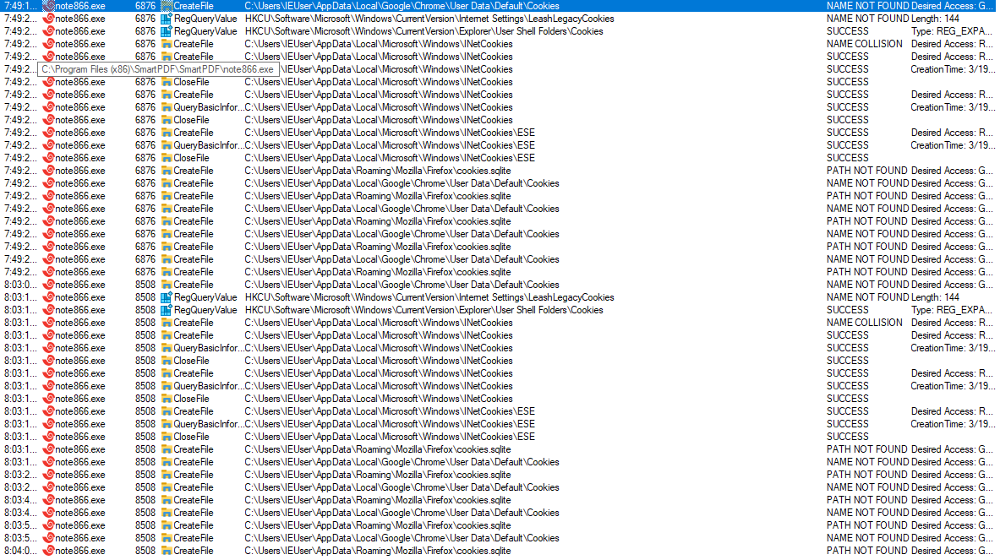 7:49:1... note866.exe 6876 CreateFile C:\Users\IEUser\AppData\Local\Google\Chrome\User Data\Default\Cookies NAME NOT FOUND Desired Access: G...
7:49:2... note866.exe 6876 RegQueryValue HKCU\Software\Microsoft\Windows\CurrentVersion\Internet Settings\LeashLegacyCookies NAME NOT FOUND Length: 144
7:49:2... note866.exe 6876 RegQueryValue HKCU\Software\Microsoft\Windows\CurrentVersion\Explorer\User Shell Folders\Cookies SUCCESS Type: REG_EXPA...
7:49:2... note866.exe 6876 CreateFile C:\Users\IEUser\AppData\Local\Microsoft\Windows\INetCookies NAME COLLISION Desired Access: R...
7:49:2... note866.exe 6876 CreateFile C:\Users\IEUser\AppData\Local\Microsoft\Windows\INetCookies SUCCESS Desired Access: R...
7:49:2... C:\Program Files (x86)\SmartPDF\SmartPDF\note866.exe \Users\IEUser\AppData\Local\Microsoft\Windows\INetCookies SUCCESS CreationTime: 3/19...
7:49:2... note866.exe 6876 CloseFile C:\Users\IEUser\AppData\Local\Microsoft\Windows\INetCookies SUCCESS
7:49:2... note866.exe 6876 CreateFile C:\Users\IEUser\AppData\Local\Microsoft\Windows\INetCookies SUCCESS Desired Access: R...
7:49:2... note866.exe 6876 QueryBasicInfor... C:\Users\IEUser\AppData\Local\Microsoft\Windows\INetCookies SUCCESS CreationTime: 3/19...
7:49:2... note866.exe 6876 CloseFile C:\Users\IEUser\AppData\Local\Microsoft\Windows\INetCookies SUCCESS
7:49:2... note866.exe 6876 CreateFile C:\Users\IEUser\AppData\Local\Microsoft\Windows\INetCookies\ESE SUCCESS Desired Access: R...
7:49:2... note866.exe 6876 QueryBasicInfor... C:\Users\IEUser\AppData\Local\Microsoft\Windows\INetCookies\ESE SUCCESS CreationTime: 3/19...
7:49:2... note866.exe 6876 CloseFile C:\Users\IEUser\AppData\Local\Microsoft\Windows\INetCookies\ESE SUCCESS
7:49:2... note866.exe 6876 CreateFile C:\Users\IEUser\AppData\Roaming\Mozilla\Firefox\cookies.sqlite PATH NOT FOUND Desired Access: G...
7:49:2... note866.exe 6876 CreateFile C:\Users\IEUser\AppData\Local\Google\Chrome\User Data\Default\Cookies NAME NOT FOUND Desired Access: G...
7:49:2... note866.exe 6876 CreateFile C:\Users\IEUser\AppData\Roaming\Mozilla\Firefox\cookies.sqlite PATH NOT FOUND Desired Access: G...
7:49:2... note866.exe 6876 CreateFile C:\Users\IEUser\AppData\Local\Google\Chrome\User Data\Default\Cookies NAME NOT FOUND Desired Access: G...
7:49:2... note866.exe 6876 CreateFile C:\Users\IEUser\AppData\Roaming\Mozilla\Firefox\cookies.sqlite PATH NOT FOUND Desired Access: G...
7:49:2... note866.exe 6876 CreateFile C:\Users\IEUser\AppData\Local\Google\Chrome\User Data\Default\Cookies NAME NOT FOUND Desired Access: G...
7:49:2... note866.exe 6876 CreateFile C:\Users\IEUser\AppData\Roaming\Mozilla\Firefox\cookies.sqlite PATH NOT FOUND Desired Access: G...
7:49:2... note866.exe 6876 CreateFile C:\Users\IEUser\AppData\Local\Google\Chrome\User Data\Default\Cookies NAME NOT FOUND Desired Access: G...
7:49:2... note866.exe 6876 CreateFile C:\Users\IEUser\AppData\Roaming\Mozilla\Firefox\cookies.sqlite PATH NOT FOUND Desired Access: G...
8:03:0... note866.exe 8508 CreateFile C:\Users\IEUser\AppData\Local\Google\Chrome\User Data\Default\Cookies NAME NOT FOUND Desired Access: G...
8:03:1... note866.exe 8508 RegQueryValue HKCU\Software\Microsoft\Windows\CurrentVersion\Internet Settings\LeashLegacyCookies NAME NOT FOUND Length: 144
8:03:1... note866.exe 8508 RegQueryValue HKCU\Software\Microsoft\Windows\CurrentVersion\Explorer\User Shell Folders\Cookies SUCCESS Type: REG_EXPA...
8:03:1... note866.exe 8508 CreateFile C:\Users\IEUser\AppData\Local\Microsoft\Windows\INetCookies NAME COLLISION Desired Access: R...
8:03:1... note866.exe 8508 CreateFile C:\Users\IEUser\AppData\Local\Microsoft\Windows\INetCookies SUCCESS Desired Access: R...
8:03:1... note866.exe 8508 QueryBasicInfor... C:\Users\IEUser\AppData\Local\Microsoft\Windows\INetCookies SUCCESS CreationTime: 3/19...
8:03:1... note866.exe 8508 CloseFile C:\Users\IEUser\AppData\Local\Microsoft\Windows\INetCookies SUCCESS
8:03:1... note866.exe 8508 CreateFile C:\Users\IEUser\AppData\Local\Microsoft\Windows\INetCookies SUCCESS Desired Access: R...
8:03:1... note866.exe 8508 QueryBasicInfor... C:\Users\IEUser\AppData\Local\Microsoft\Windows\INetCookies SUCCESS CreationTime: 3/19...
8:03:1... note866.exe 8508 CloseFile C:\Users\IEUser\AppData\Local\Microsoft\Windows\INetCookies SUCCESS
8:03:1... note866.exe 8508 CreateFile C:\Users\IEUser\AppData\Local\Microsoft\Windows\INetCookies\ESE SUCCESS Desired Access: R...
8:03:1... note866.exe 8508 QueryBasicInfor... C:\Users\IEUser\AppData\Local\Microsoft\Windows\INetCookies\ESE SUCCESS CreationTime: 3/19...
8:03:1... note866.exe 8508 CloseFile C:\Users\IEUser\AppData\Local\Microsoft\Windows\INetCookies\ESE SUCCESS
8:03:1... note866.exe 8508 CreateFile C:\Users\IEUser\AppData\Roaming\Mozilla\Firefox\cookies.sqlite PATH NOT FOUND Desired Access: G...
8:03:1... note866.exe 8508 CreateFile C:\Users\IEUser\AppData\Local\Google\Chrome\User Data\Default\Cookies NAME NOT FOUND Desired Access: G...
8:03:2... note866.exe 8508 CreateFile C:\Users\IEUser\AppData\Roaming\Mozilla\Firefox\cookies.sqlite PATH NOT FOUND Desired Access: G...
8:03:2... note866.exe 8508 CreateFile C:\Users\IEUser\AppData\Local\Google\Chrome\User Data\Default\Cookies NAME NOT FOUND Desired Access: G...
8:03:4... note866.exe 8508 CreateFile C:\Users\IEUser\AppData\Roaming\Mozilla\Firefox\cookies.sqlite PATH NOT FOUND Desired Access: G...
8:03:4... note866.exe 8508 CreateFile C:\Users\IEUser\AppData\Local\Google\Chrome\User Data\Default\Cookies NAME NOT FOUND Desired Access: G...
8:03:5... note866.exe 8508 CreateFile C:\Users\IEUser\AppData\Roaming\Mozilla\Firefox\cookies.sqlite PATH NOT FOUND Desired Access: G...
8:03:5... note866.exe 8508 CreateFile C:\Users\IEUser\AppData\Local\Google\Chrome\User Data\Default\Cookies NAME NOT FOUND Desired Access: G...
8:04:0... note866.exe 8508 CreateFile C:\Users\IEUser\AppData\Roaming\Mozilla\Firefox\cookies.sqlite PATH NOT FOUND Desired Access: G...